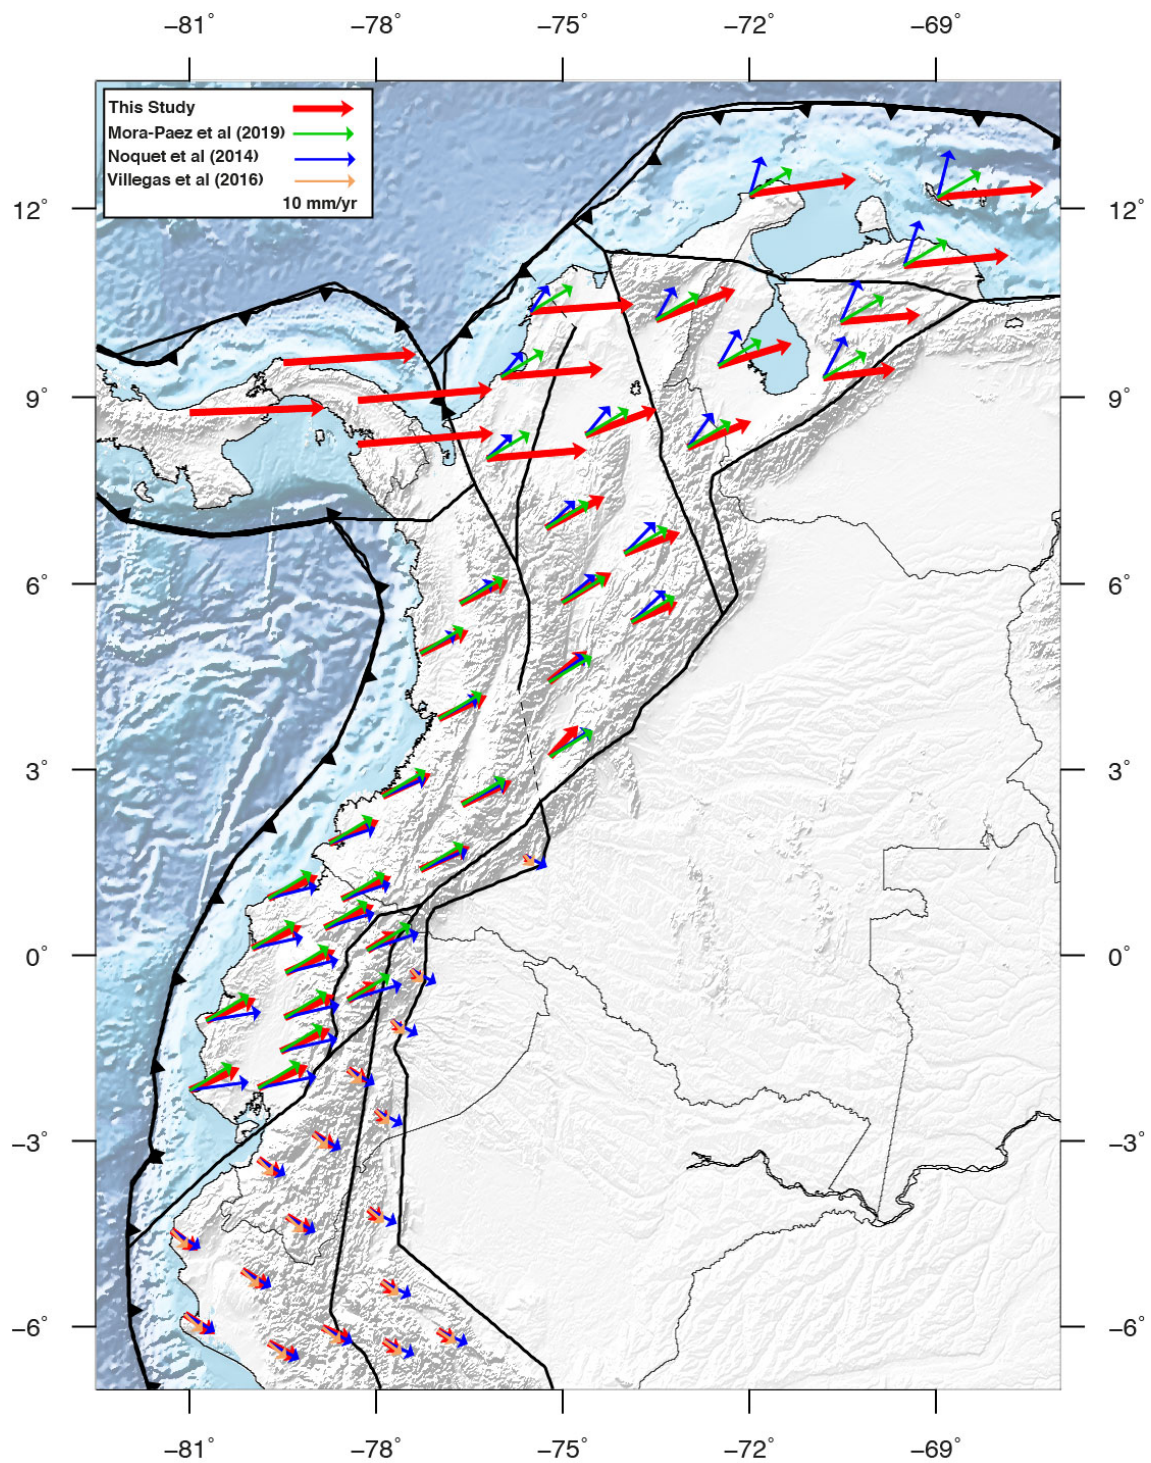 −81° −78° −75° −72° −69°
This Study
Mora-Paez et al (2019)
Noquet et al (2014)
Villegas et al (2016)
10 mm/yr
12° 12°
9° 9°
6° 6°
3° 3°
0° 0°
−3° −3°
−6° −6°
−81° −78° −75° −72° −69°